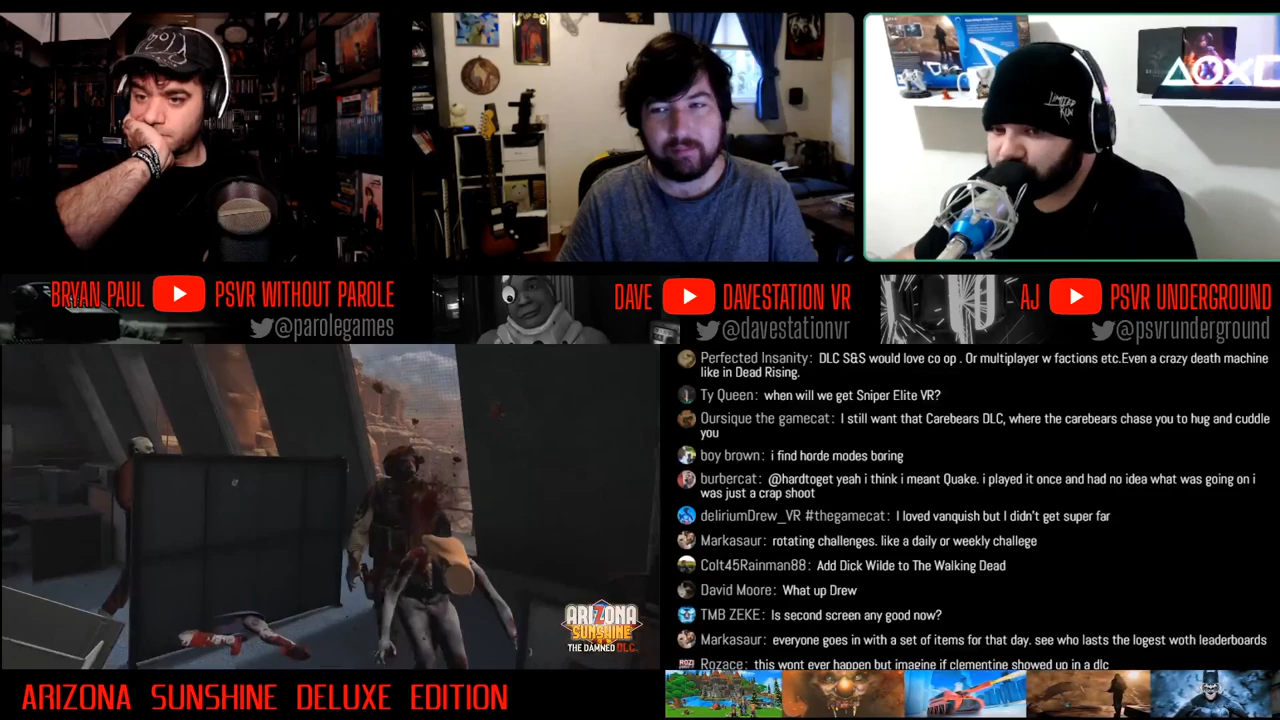 LIMITED
RUN
BRYAN PAUL PSVR WITHOUT PAROLE
@parolegames
DAVE DAVESTATION VR
@davestationvr
AJ PSVR UNDERGROUND
@psvrunderground
ARIZONA
SUNSHINE
THE DAMNED DLC
Perfected Insanity: DLC S&S would love co op . Or multiplayer w factions etc.Even a crazy death machine
like in Dead Rising.
Ty Queen: when will we get Sniper Elite VR?
Oursique the gamecat: I still want that Carebears DLC, where the carebears chase you to hug and cuddle
you
boy brown: i find horde modes boring
burbercat: @hardtoget yeah i think i meant Quake. i played it once and had no idea what was going on i
was just a crap shoot
deliriumDrew_VR #thegamecat: I loved vanquish but I didn't get super far
Markasaur: rotating challenges. like a daily or weekly challege
Colt45Rainman88: Add Dick Wilde to The Walking Dead
David Moore: What up Drew
TMB ZEKE: Is second screen any good now?
Markasaur: everyone goes in with a set of items for that day. see who lasts the logest woth leaderboards
Rozace: this wont ever happen but imagine if clementine showed up in a dlc
ARIZONA SUNSHINE DELUXE EDITION